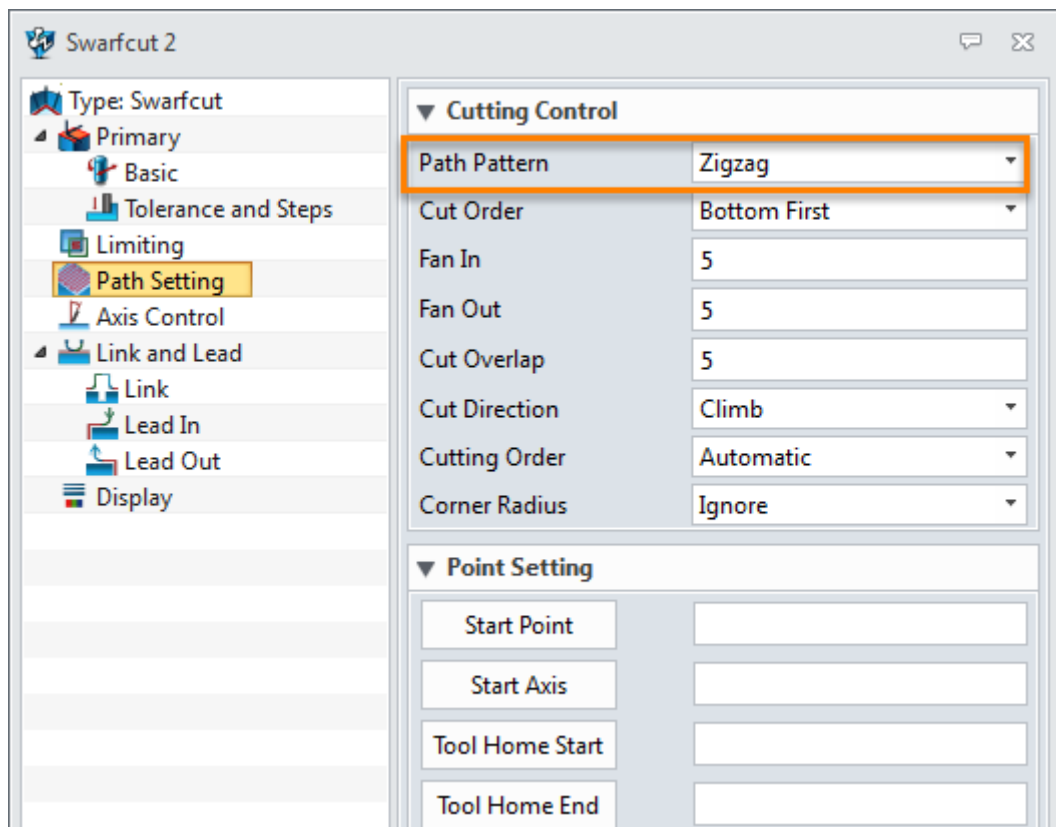 Swarfcut 2
Type: Swarfcut
Primary
Basic
Tolerance and Steps
Limiting
Path Setting
Axis Control
Link and Lead
Link
Lead In
Lead Out
Display
Cutting Control
Path Pattern Zigzag
Cut Order Bottom First
Fan In 5
Fan Out 5
Cut Overlap 5
Cut Direction Climb
Cutting Order Automatic
Corner Radius Ignore
Point Setting
Start Point
Start Axis
Tool Home Start
Tool Home End